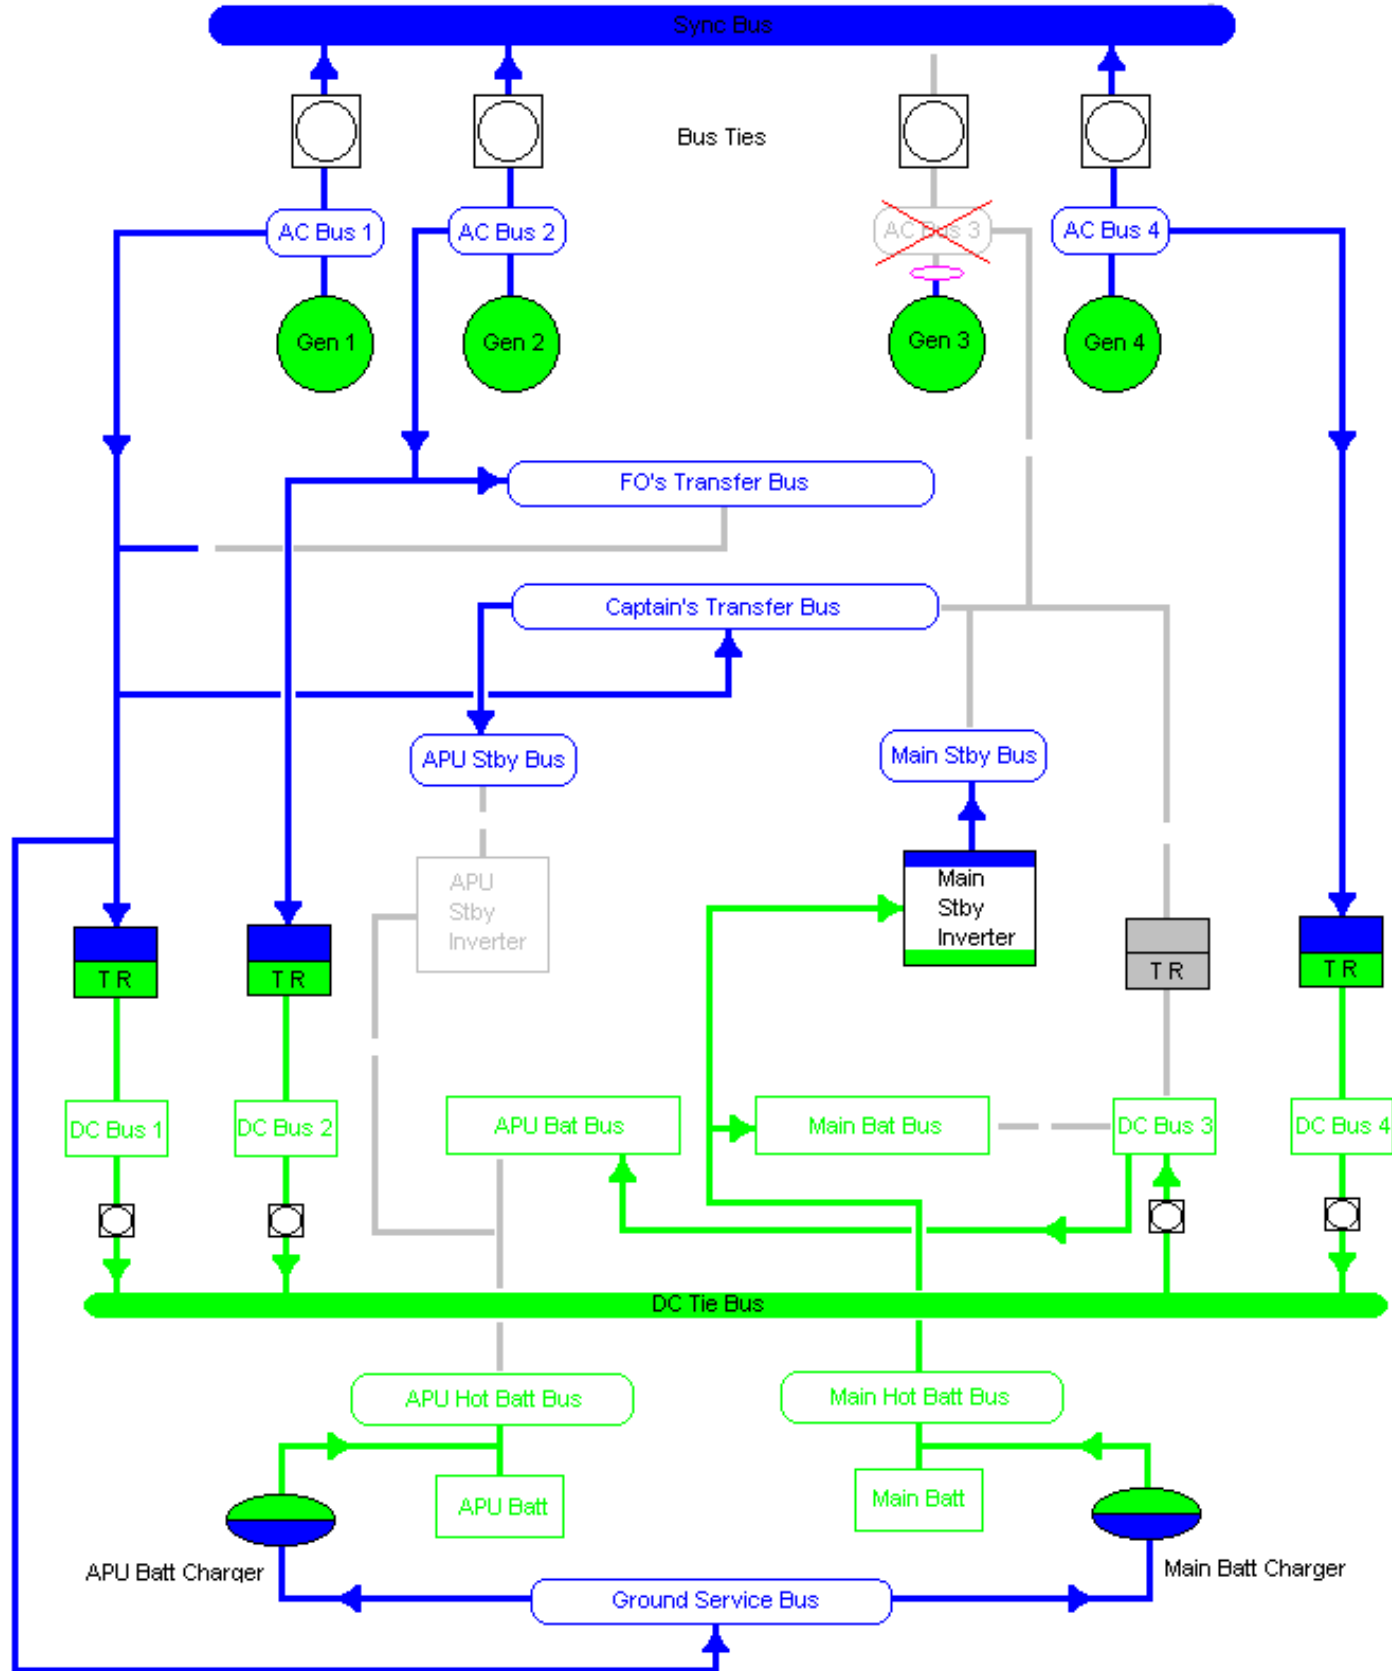 Sync Bus
Bus Ties
AC Bus 1
AC Bus 2
AC Bus 3
AC Bus 4
Gen 1
Gen 2
Gen 3
Gen 4
FO's Transfer Bus
Captain's Transfer Bus
APU Stby Bus
Main Stby Bus
APU
Stby
Inverter
Main
Stby
Inverter
T R
T R
T R
T R
DC Bus 1
DC Bus 2
APU Bat Bus
Main Bat Bus
DC Bus 3
DC Bus 4
DC Tie Bus
APU Hot Batt Bus
Main Hot Batt Bus
APU Batt
Main Batt
APU Batt Charger
Main Batt Charger
Ground Service Bus